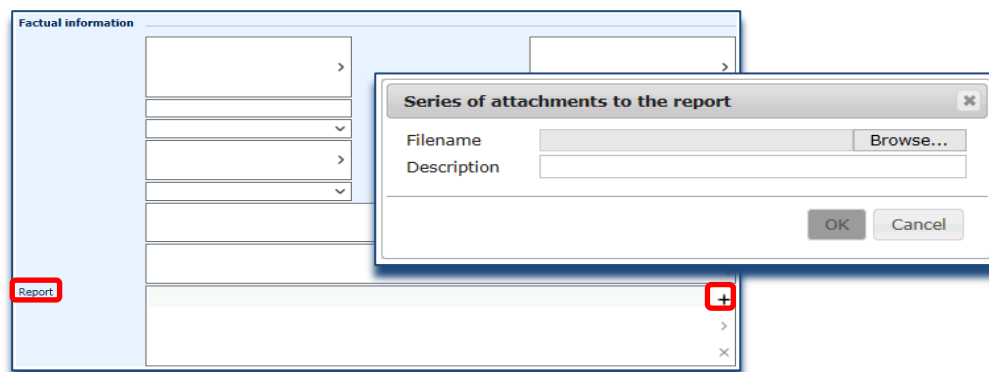 Factual information
Series of attachments to the report
Filename
Browse...
Description
OK
Cancel
Report